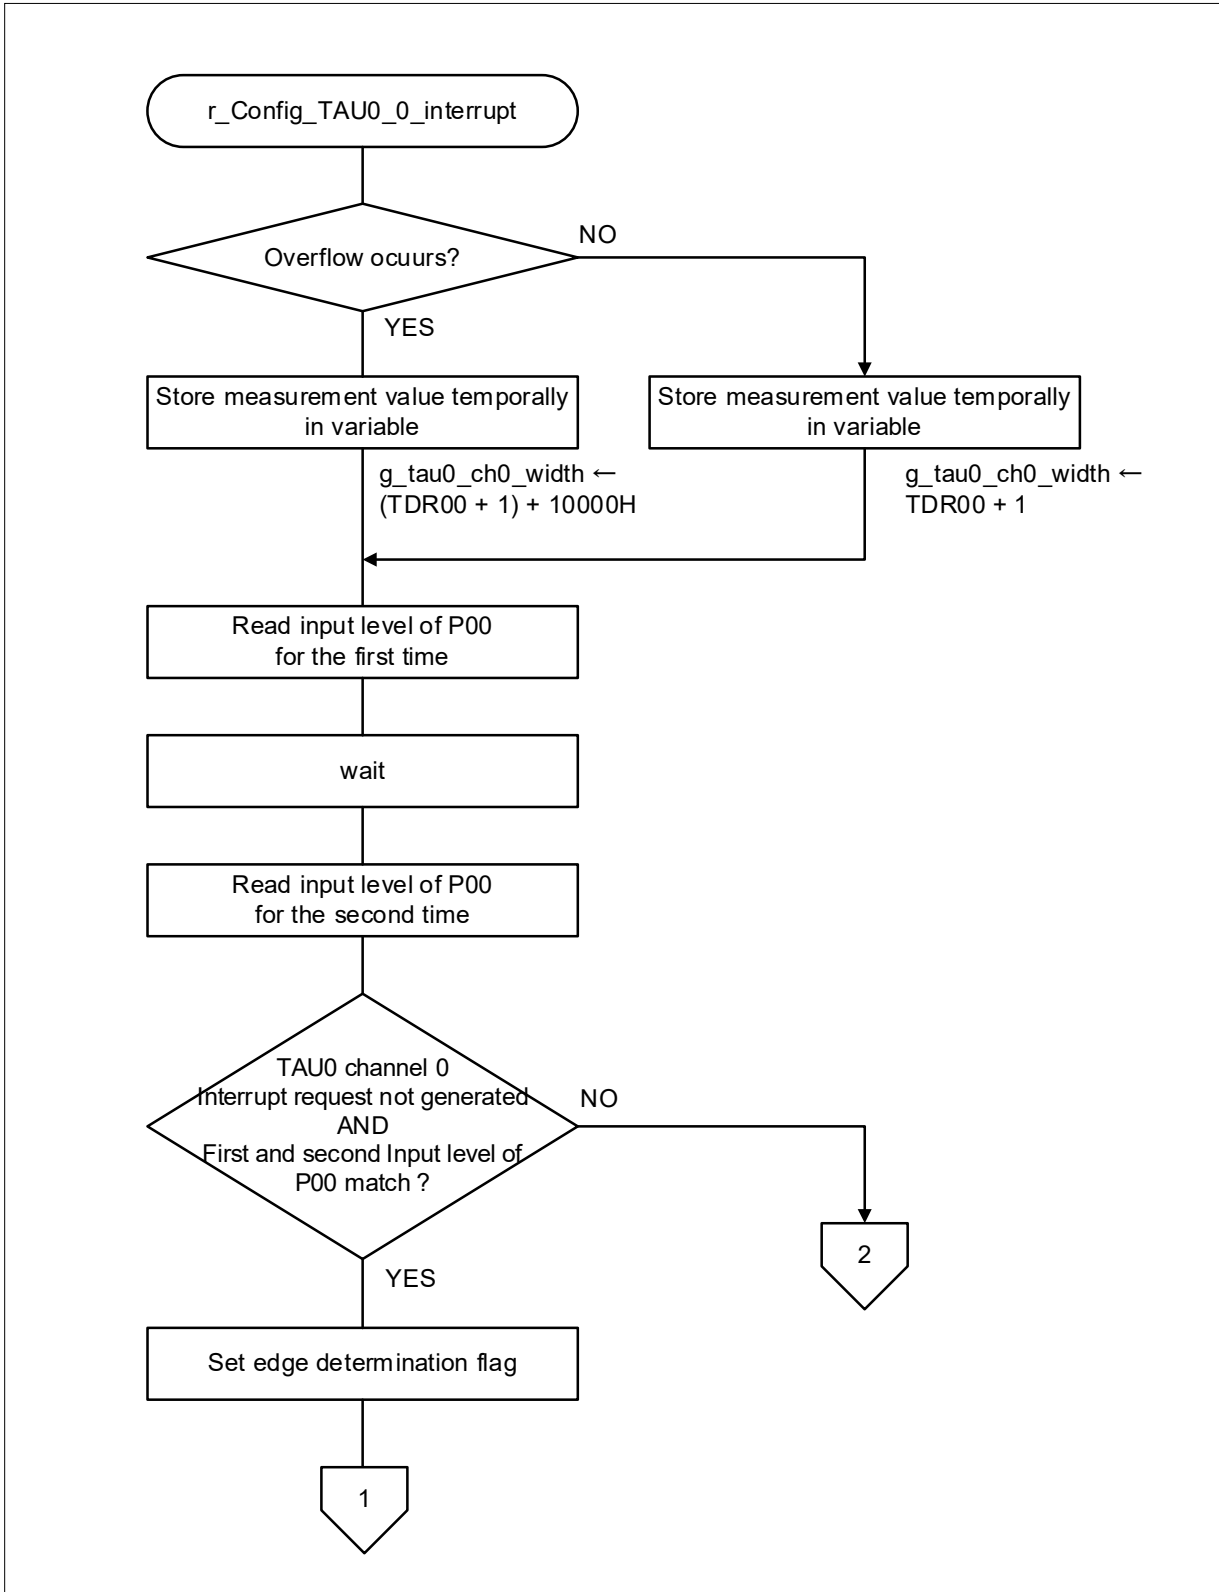 r_Config_TAU0_0_interrupt
Overflow ocuurs?
NO
YES
Store measurement value temporally
in variable
Store measurement value temporally
in variable
g_tau0_ch0_width ←
(TDR00 + 1) + 10000H
g_tau0_ch0_width ←
TDR00 + 1
Read input level of P00
for the first time
wait
Read input level of P00
for the second time
TAU0 channel 0
Interrupt request not generated
AND
First and second Input level of
P00 match ?
NO
2
YES
Set edge determination flag
1